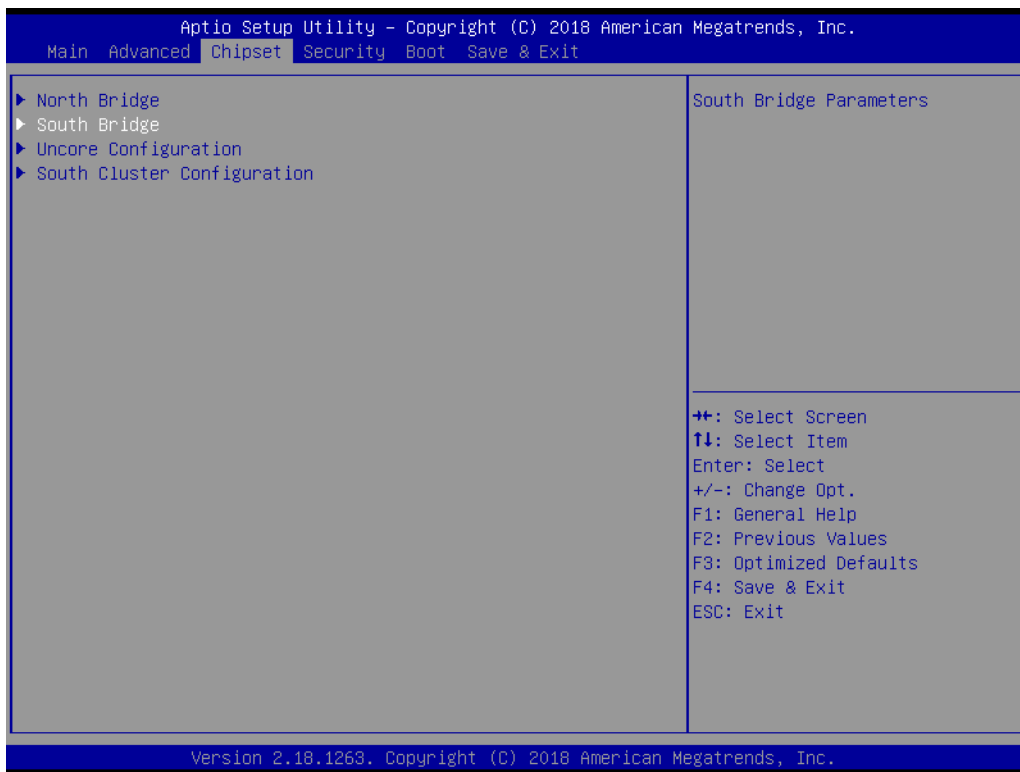 Aptio Setup Utility – Copyright (C) 2018 American Megatrends, Inc.
Main Advanced Chipset Security Boot Save & Exit
▶ North Bridge
▶ South Bridge
▶ Uncore Configuration
▶ South Cluster Configuration
South Bridge Parameters
→←: Select Screen
↑↓: Select Item
Enter: Select
+/-: Change Opt.
F1: General Help
F2: Previous Values
F3: Optimized Defaults
F4: Save & Exit
ESC: Exit
Version 2.18.1263. Copyright (C) 2018 American Megatrends, Inc.